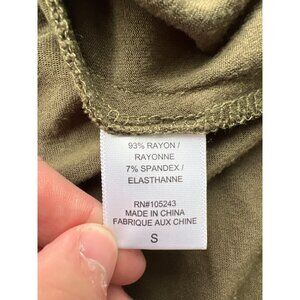 93% RAYON /
RAYONNE
7% SPANDEX /
ELASTHANNE
RN#105243
MADE IN CHINA
FABRIQUE AUX CHINE
S